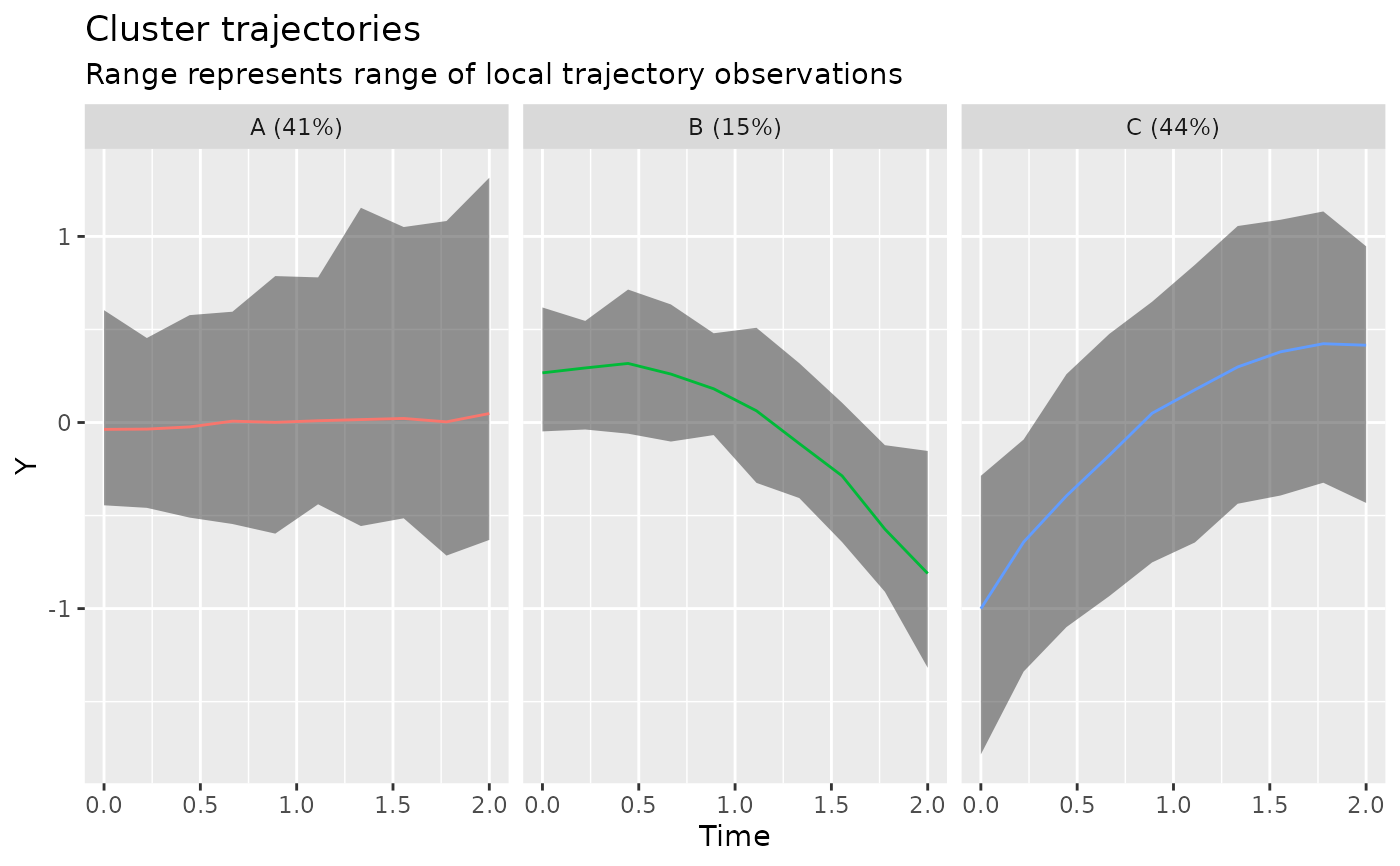 Cluster trajectories
Range represents range of local trajectory observations
A (41%) B (15%) C (44%)
1
0
-1
Y
0.0 0.5 1.0 1.5 2.0 0.0 0.5 1.0 1.5 2.0 0.0 0.5 1.0 1.5 2.0
Time